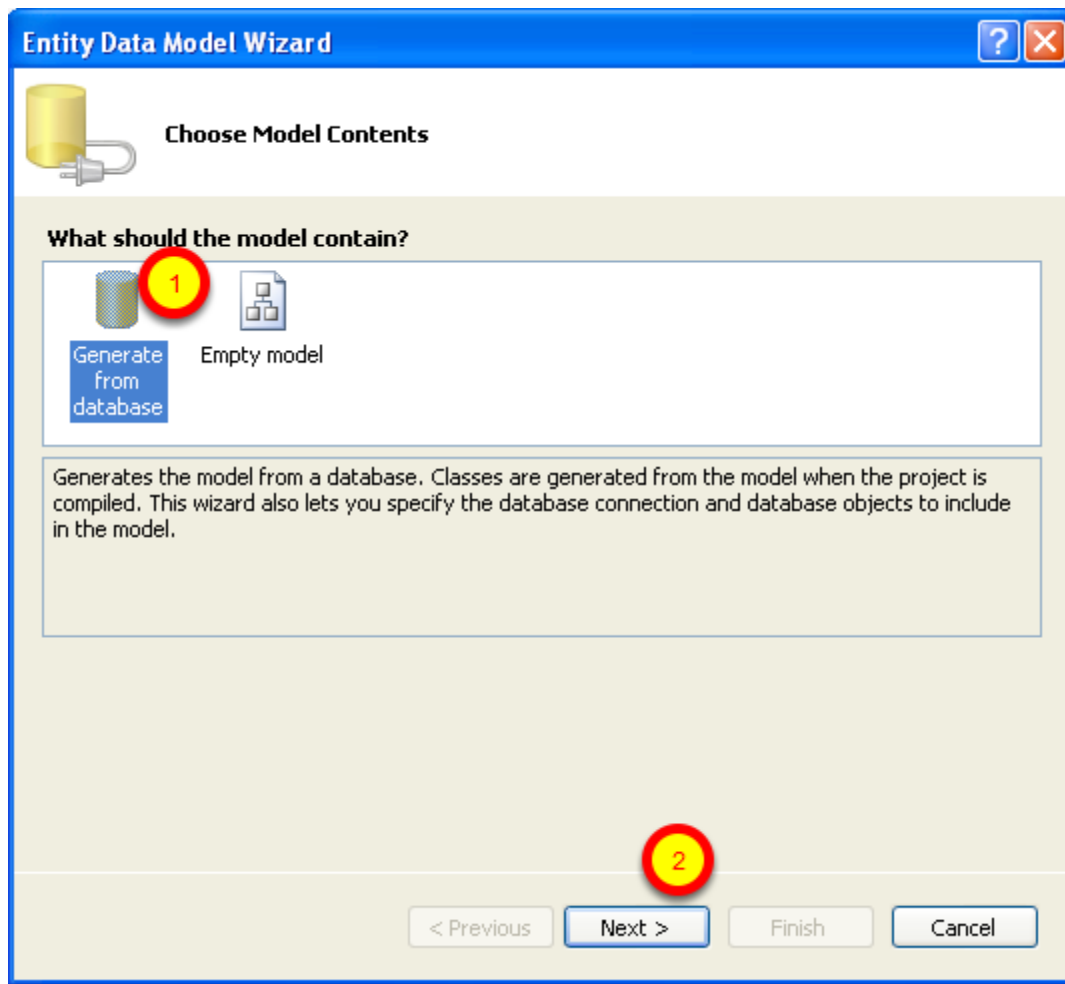 Entity Data Model Wizard
?
Choose Model Contents
What should the model contain?
1
Generate
from
database
Empty model
Generates the model from a database. Classes are generated from the model when the project is
compiled. This wizard also lets you specify the database connection and database objects to include
in the model.
2
< Previous
Next >
Finish
Cancel